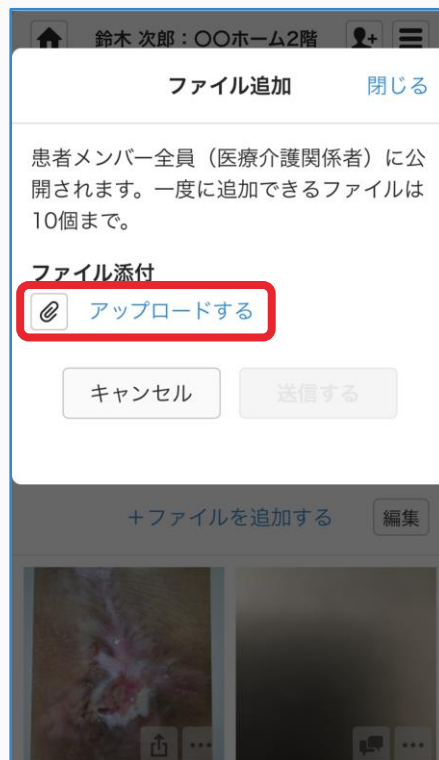 鈴木 次郎：〇〇ホーム2階
ファイル追加 閉じる
患者メンバー全員（医療介護関係者）に公
開されます。一度に追加できるファイルは
10個まで。
ファイル添付
アップロードする
キャンセル 送信する
+ファイルを追加する 編集